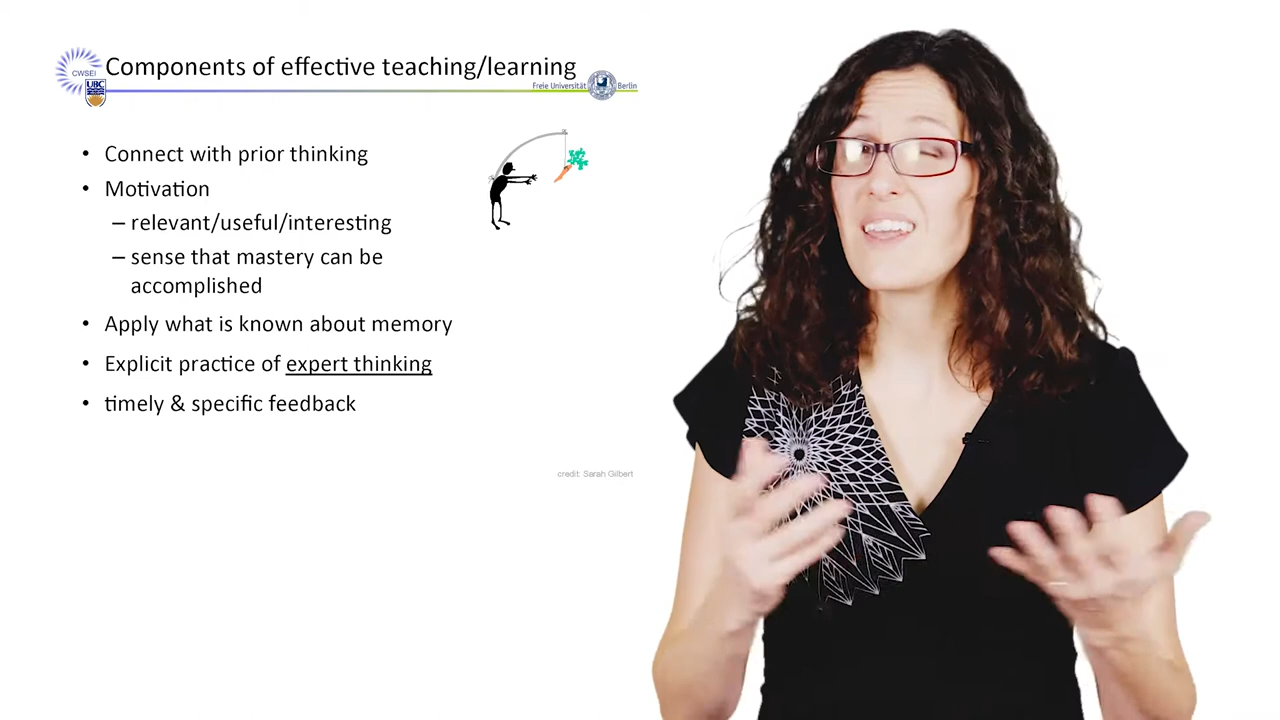 CWSEI
UBC
Components of effective teaching/learning
Freie Universität Berlin
• Connect with prior thinking
• Motivation
– relevant/useful/interesting
– sense that mastery can be
accomplished
• Apply what is known about memory
• Explicit practice of expert thinking
• timely & specific feedback
credit: Sarah Gilbert